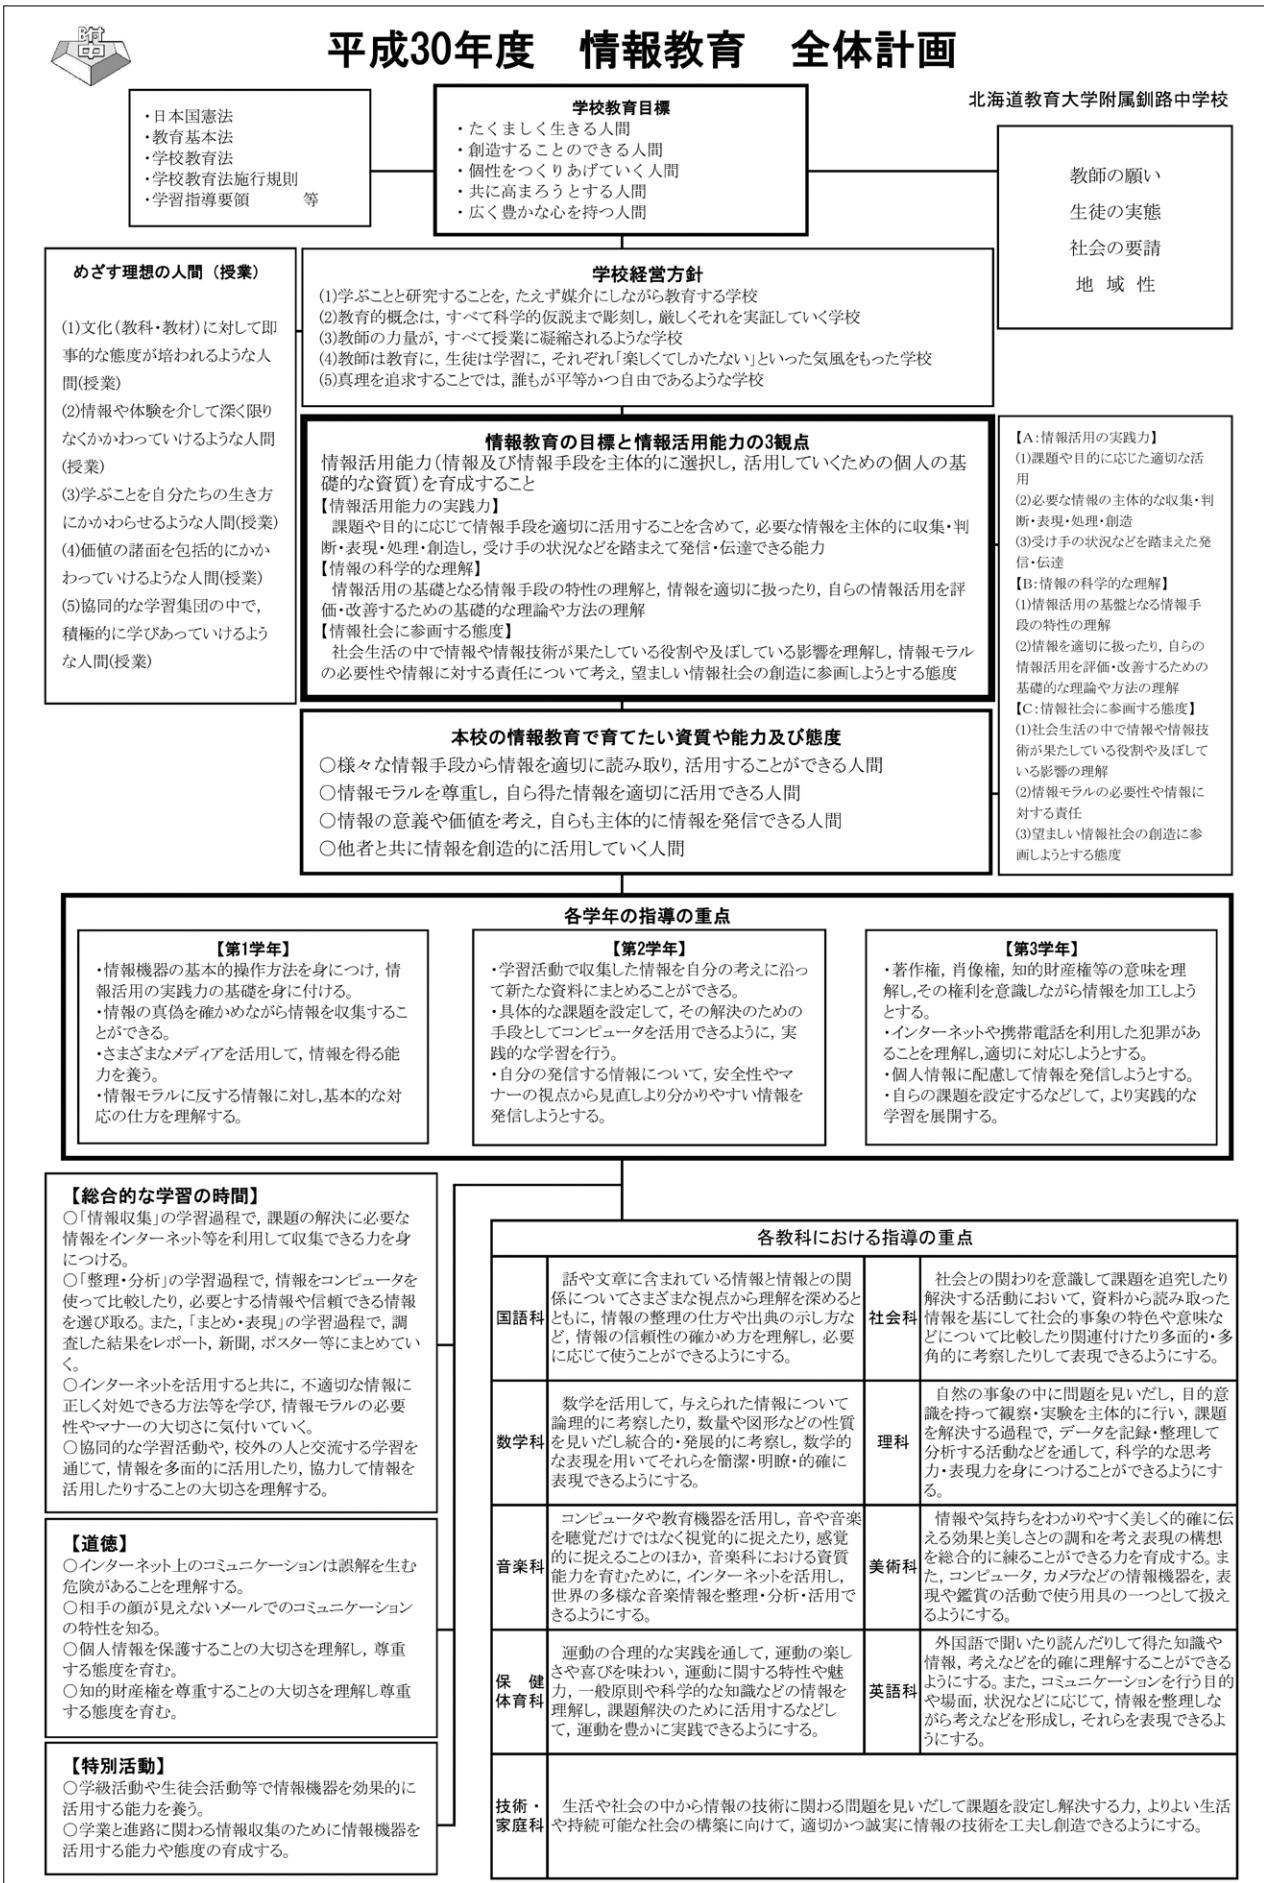 附中
平成30年度　情報教育　全体計画
北海道教育大学附属釧路中学校
・日本国憲法
・教育基本法
・学校教育法
・学校教育法施行規則
・学習指導要領　　　等
学校教育目標
・たくましく生きる人間
・創造することのできる人間
・個性をつくりあげていく人間
・共に高まろうとする人間
・広く豊かな心を持つ人間
教師の願い
生徒の実態
社会の要請
地 域 性
めざす理想の人間（授業）
(1)文化（教科・教材）に対して即
事的な態度が培われるような人
間(授業)
(2)情報や体験を介して深く限り
なくかかわっていけるような人間
(授業)
(3)学ぶことを自分たちの生き方
にかかわらせるような人間(授業)
(4)価値の諸面を包括的にかか
わっていけるような人間(授業)
(5)協同的な学習集団の中で,
積極的に学びあっていけるよう
な人間(授業)
学校経営方針
(1)学ぶことと研究することを, たえず媒介にしながら教育する学校
(2)教育的概念は, すべて科学的仮説まで彫刻し, 厳しくそれを実証していく学校
(3)教師の力量が, すべて授業に凝縮されるような学校
(4)教師は教育に, 生徒は学習に, それぞれ「楽しくてしかたない」といった気風をもった学校
(5)真理を追求することでは, 誰もが平等かつ自由であるような学校
情報教育の目標と情報活用能力の3観点
情報活用能力（情報及び情報手段を主体的に選択し, 活用していくための個人の基
礎的な資質）を育成すること
【情報活用能力の実践力】
課題や目的に応じて情報手段を適切に活用することを含めて, 必要な情報を主体的に収集・判
断・表現・処理・創造し, 受け手の状況などを踏まえて発信・伝達できる能力
【情報の科学的な理解】
情報活用の基礎となる情報手段の特性の理解と, 情報を適切に扱ったり, 自らの情報活用を評
価・改善するための基礎的な理論や方法の理解
【情報社会に参画する態度】
社会生活の中で情報や情報技術が果たしている役割や及ぼしている影響を理解し, 情報モラル
の必要性や情報に対する責任について考え, 望ましい情報社会の創造に参画しようとする態度
【A:情報活用の実践力】
(1)課題や目的に応じた適切な活
用
(2)必要な情報の主体的な収集・判
断・表現・処理・創造
(3)受け手の状況などを踏まえた発
信・伝達
【B:情報の科学的な理解】
(1)情報活用の基盤となる情報手
段の特性の理解
(2)情報を適切に扱ったり, 自らの
情報活用を評価・改善するための
基礎的な理論や方法の理解
【C:情報社会に参画する態度】
(1)社会生活の中で情報や情報技
術が果たしている役割や及ぼして
いる影響の理解
(2)情報モラルの必要性や情報に
対する責任
(3)望ましい情報社会の創造に参
画しようとする態度
本校の情報教育で育てたい資質や能力及び態度
○様々な情報手段から情報を適切に読み取り, 活用することができる人間
○情報モラルを尊重し, 自ら得た情報を適切に活用できる人間
○情報の意義や価値を考え, 自らも主体的に情報を発信できる人間
○他者と共に情報を創造的に活用していく人間
各学年の指導の重点
【第1学年】
・情報機器の基本的操作方法を身につけ, 情
報活用の実践力の基礎を身に付ける。
・情報の真偽を確かめながら情報を収集するこ
とができる。
・さまざまなメディアを活用して, 情報を得る能
力を養う。
・情報モラルに反する情報に対し,基本的な対
応の仕方を理解する。
【第2学年】
・学習活動で収集した情報を自分の考えに沿っ
て新たな資料にまとめることができる。
・具体的な課題を設定して, その解決のための
手段としてコンピュータを活用できるように, 実
践的な学習を行う。
・自分の発信する情報について, 安全性やマ
ナーの視点から見直しより分かりやすい情報を
発信しようとする。
【第3学年】
・著作権, 肖像権, 知的財産権等の意味を理
解し,その権利を意識しながら情報を加工しよう
とする。
・インターネットや携帯電話を利用した犯罪があ
ることを理解し,適切に対応しようとする。
・個人情報に配慮して情報を発信しようとする。
・自らの課題を設定するなどして, より実践的な
学習を展開する。
【総合的な学習の時間】
○「情報収集」の学習過程で, 課題の解決に必要な
情報をインターネット等を利用して収集できる力を身
につける。
○「整理・分析」の学習過程で, 情報をコンピュータを
使って比較したり, 必要とする情報や信頼できる情報
を選び取る。また, 「まとめ・表現」の学習過程で, 調
査した結果をレポート, 新聞, ポスター等にまとめてい
く。
○インターネットを活用すると共に, 不適切な情報に
正しく対処できる方法等を学び, 情報モラルの必要
性やマナーの大切さに気付いていく。
○協同的な学習活動や, 校外の人と交流する学習を
通じて, 情報を多面的に活用したり, 協力して情報を
活用したりすることの大切さを理解する。
【道徳】
○インターネット上のコミュニケーションは誤解を生む
危険があることを理解する。
○相手の顔が見えないメールでのコミュニケーション
の特性を知る。
○個人情報を保護することの大切さを理解し, 尊重
する態度を育む。
○知的財産権を尊重することの大切さを理解し尊重
する態度を育む。
【特別活動】
○学級活動や生徒会活動等で情報機器を効果的に
活用する能力を養う。
○学業と進路に関わる情報収集のために情報機器を
活用する能力や態度の育成する。
各教科における指導の重点
国語科
話や文章に含まれている情報と情報との関
係についてさまざまな視点から理解を深めると
ともに, 情報の整理の仕方や出典の示し方な
ど, 情報の信頼性の確かめ方を理解し, 必要
に応じて使うことができるようにする。
社会科
社会との関わりを意識して課題を追究したり
解決する活動において, 資料から読み取った
情報を基にして社会的事象の特色や意味な
どについて比較したり関連付けたり多面的・多
角的に考察したりして表現できるようにする。
数学科
数学を活用して, 与えられた情報について
論理的に考察したり, 数量や図形などの性質
を見いだし統合的・発展的に考察し, 数学的
な表現を用いてそれらを簡潔・明瞭・的確に
表現できるようにする。
理科
自然の事象の中に問題を見いだし, 目的意
識を持って観察・実験を主体的に行い, 課題
を解決する過程で, データを記録・整理して
分析する活動などを通して, 科学的な思考
力・表現力を身につけることができるようにす
る。
音楽科
コンピュータや教育機器を活用し, 音や音楽
を聴覚だけではなく視覚的に捉えたり, 感覚
的に捉えることのほか, 音楽科における資質
能力を育むために, インターネットを活用し,
世界の多様な音楽情報を整理・分析・活用で
きるようにする。
美術科
情報や気持ちをわかりやすく美しく的確に伝
える効果と美しさとの調和を考え表現の構想
を総合的に練ることができる力を育成する。ま
た, コンピュータ, カメラなどの情報機器を, 表
現や鑑賞の活動で使う用具の一つとして扱え
るようにする。
保　健
体育科
運動の合理的な実践を通して, 運動の楽し
さや喜びを味わい, 運動に関する特性や魅
力, 一般原則や科学的な知識などの情報を
理解し, 課題解決のために活用するなどし
て, 運動を豊かに実践できるようにする。
英語科
外国語で聞いたり読んだりして得た知識や
情報, 考えなどを的確に理解することができる
ようにする。また, コミュニケーションを行う目的
や場面, 状況などに応じて, 情報を整理しな
がら考えなどを形成し, それらを表現できるよ
うにする。
技術・
家庭科
生活や社会の中から情報の技術に関わる問題を見いだして課題を設定し解決する力, よりよい生活
や持続可能な社会の構築に向けて, 適切かつ誠実に情報の技術を工夫し創造できるようにする。